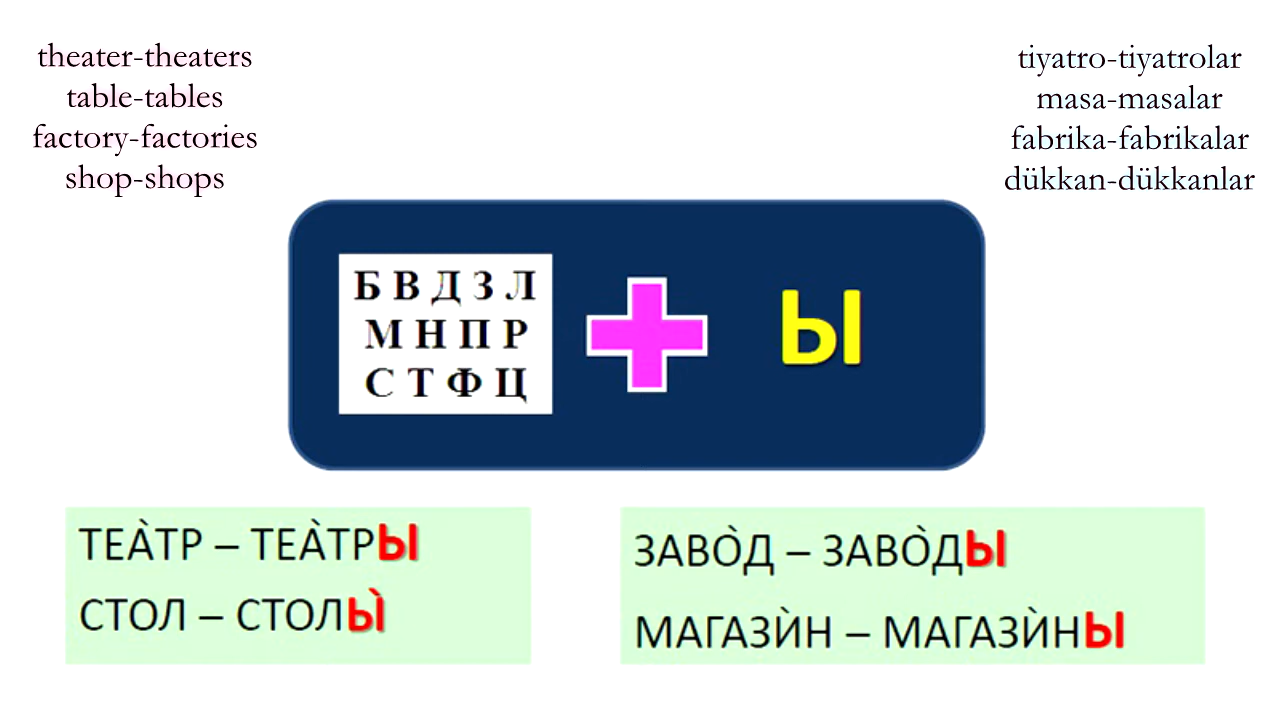 theater-theaters
table-tables
factory-factories
shop-shops
tiyatro-tiyatrolar
masa-masalar
fabrika-fabrikalar
dükkan-dükkanlar
Б В Д З Л
М Н П Р
С Т Ф Ц
Ы
ТЕА̀ТР – ТЕА̀ТРЫ
СТОЛ – СТОЛЫ̀
ЗАВО̀Д – ЗАВО̀ДЫ
МАГАЗЍН – МАГАЗЍНЫ